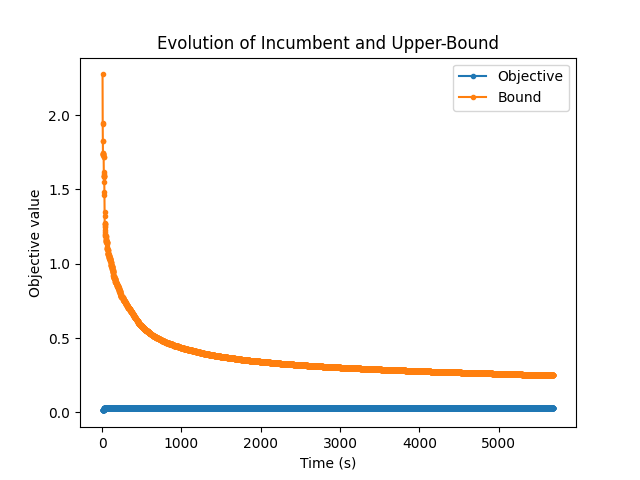 Evolution of Incumbent and Upper-Bound
Objective
Bound
Objective value
2.0
1.5
1.0
0.5
0.0
0 1000 2000 3000 4000 5000
Time (s)